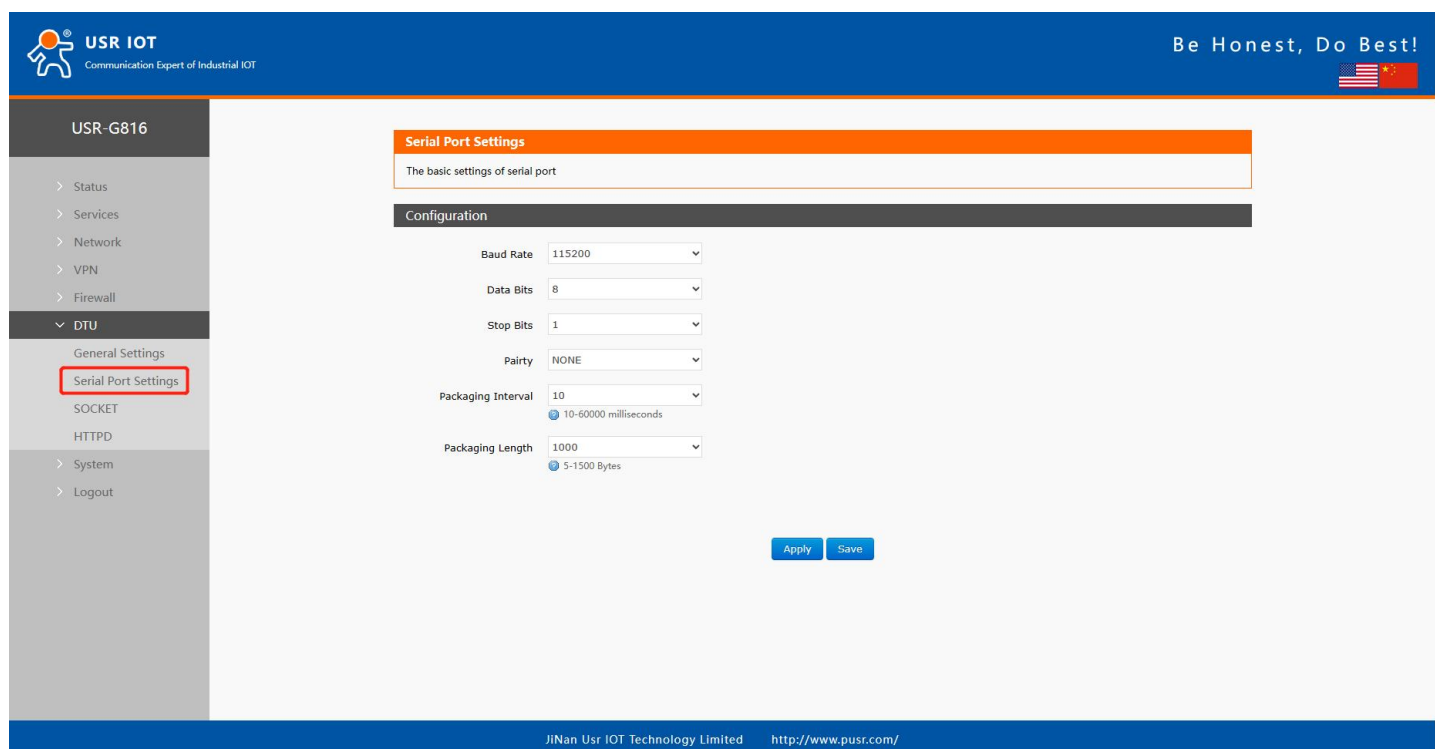 USR IOT
Communication Expert of Industrial IOT
Be Honest, Do Best!
USR-G816
Status
Services
Network
VPN
Firewall
DTU
General Settings
Serial Port Settings
SOCKET
HTTPD
System
Logout
Serial Port Settings
The basic settings of serial port
Configuration
Baud Rate 115200
Data Bits 8
Stop Bits 1
Pairty NONE
Packaging Interval 10
10-60000 milliseconds
Packaging Length 1000
5-1500 Bytes
Apply Save
JiNan Usr IOT Technology Limited http://www.pusr.com/